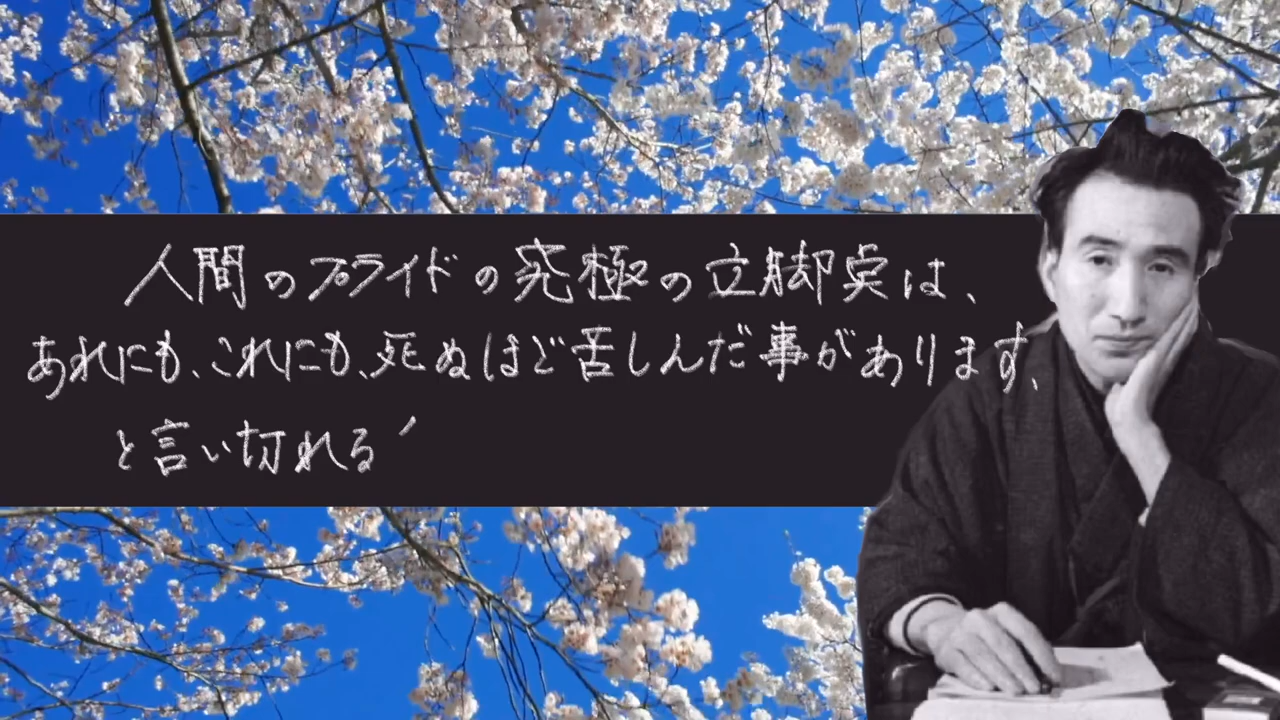 人間のプライドの究極の立脚点は、
あれにも、これにも、死ぬほど苦しんだ事があります、
と言い切れる